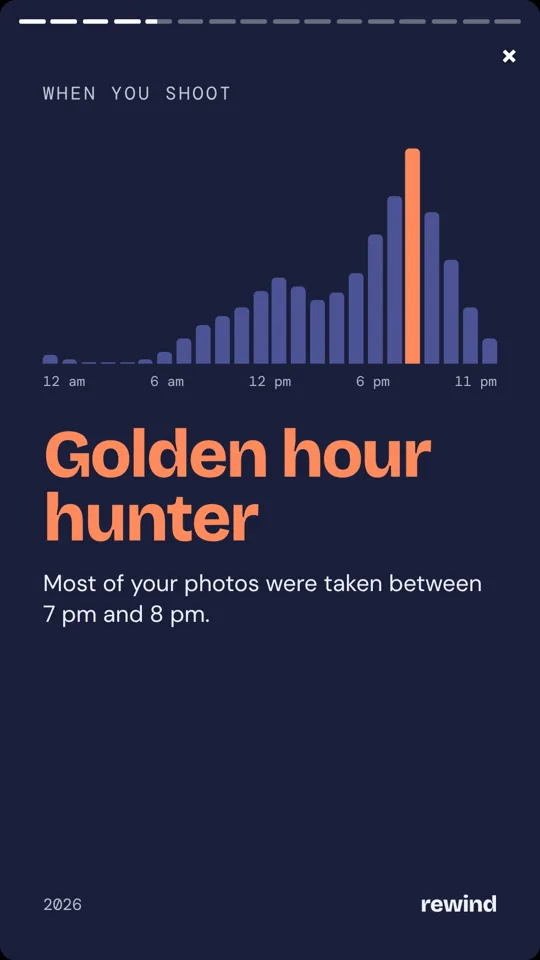 WHEN YOU SHOOT
12 am 6 am 12 pm 6 pm 11 pm
Golden hour
hunter
Most of your photos were taken between
7 pm and 8 pm.
2026 rewind